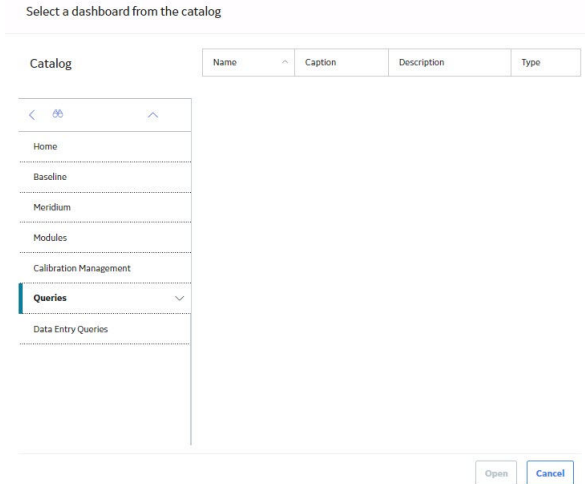 Select a dashboard from the catalog
Catalog
Name Caption Description Type
Home
Baseline
Meridium
Modules
Calibration Management
Queries
Data Entry Queries
Open Cancel